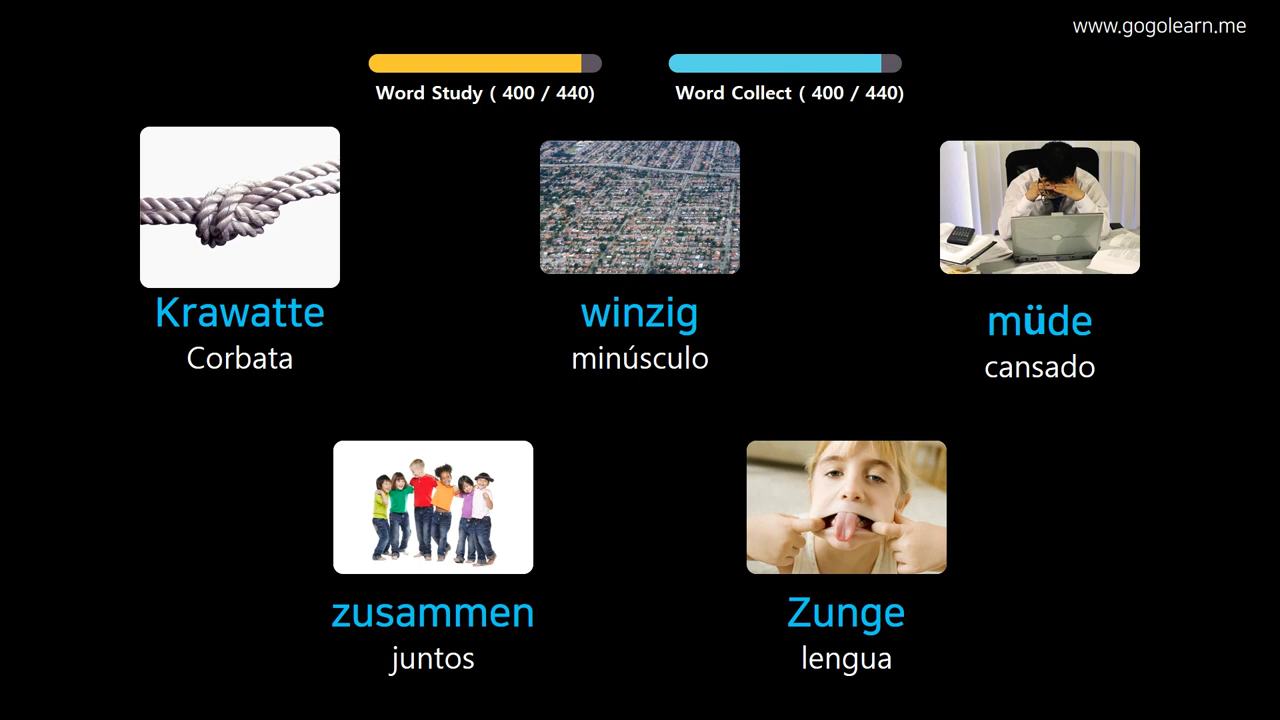 www.gogolearn.me
Word Study ( 400 / 440)
Word Collect ( 400 / 440)
Krawatte
Corbata
winzig
minúsculo
müde
cansado
zusammen
juntos
Zunge
lengua